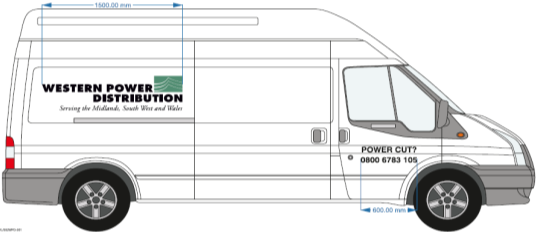 1500.00 mm
WESTERN POWER
DISTRIBUTION
Serving the Midlands, South West and Wales
POWER CUT?
0800 6783 105
600.00 mm